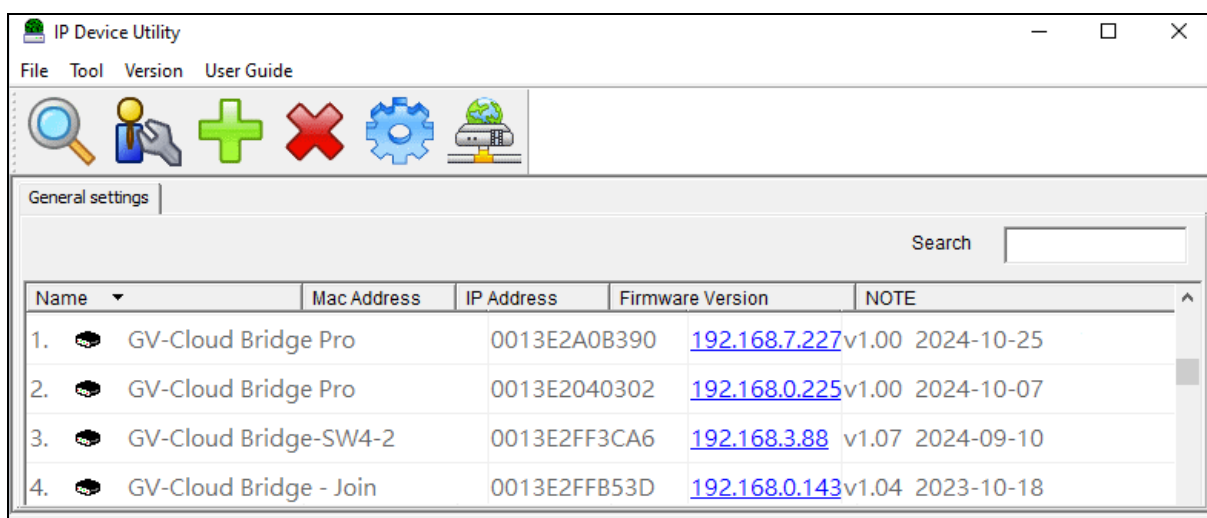 IP Device Utility
File Tool Version User Guide
General settings
Search
Name Mac Address IP Address Firmware Version NOTE
1. GV-Cloud Bridge Pro 0013E2A0B390 192.168.7.227 v1.00 2024-10-25
2. GV-Cloud Bridge Pro 0013E2040302 192.168.0.225 v1.00 2024-10-07
3. GV-Cloud Bridge-SW4-2 0013E2FF3CA6 192.168.3.88 v1.07 2024-09-10
4. GV-Cloud Bridge - Join 0013E2FFB53D 192.168.0.143 v1.04 2023-10-18